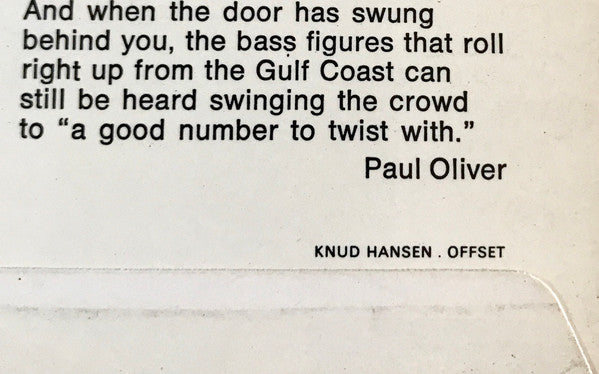 And when the door has swung
behind you, the bass figures that roll
right up from the Gulf Coast can
still be heard swinging the crowd
to “a good number to twist with.”
Paul Oliver
KNUD HANSEN . OFFSET